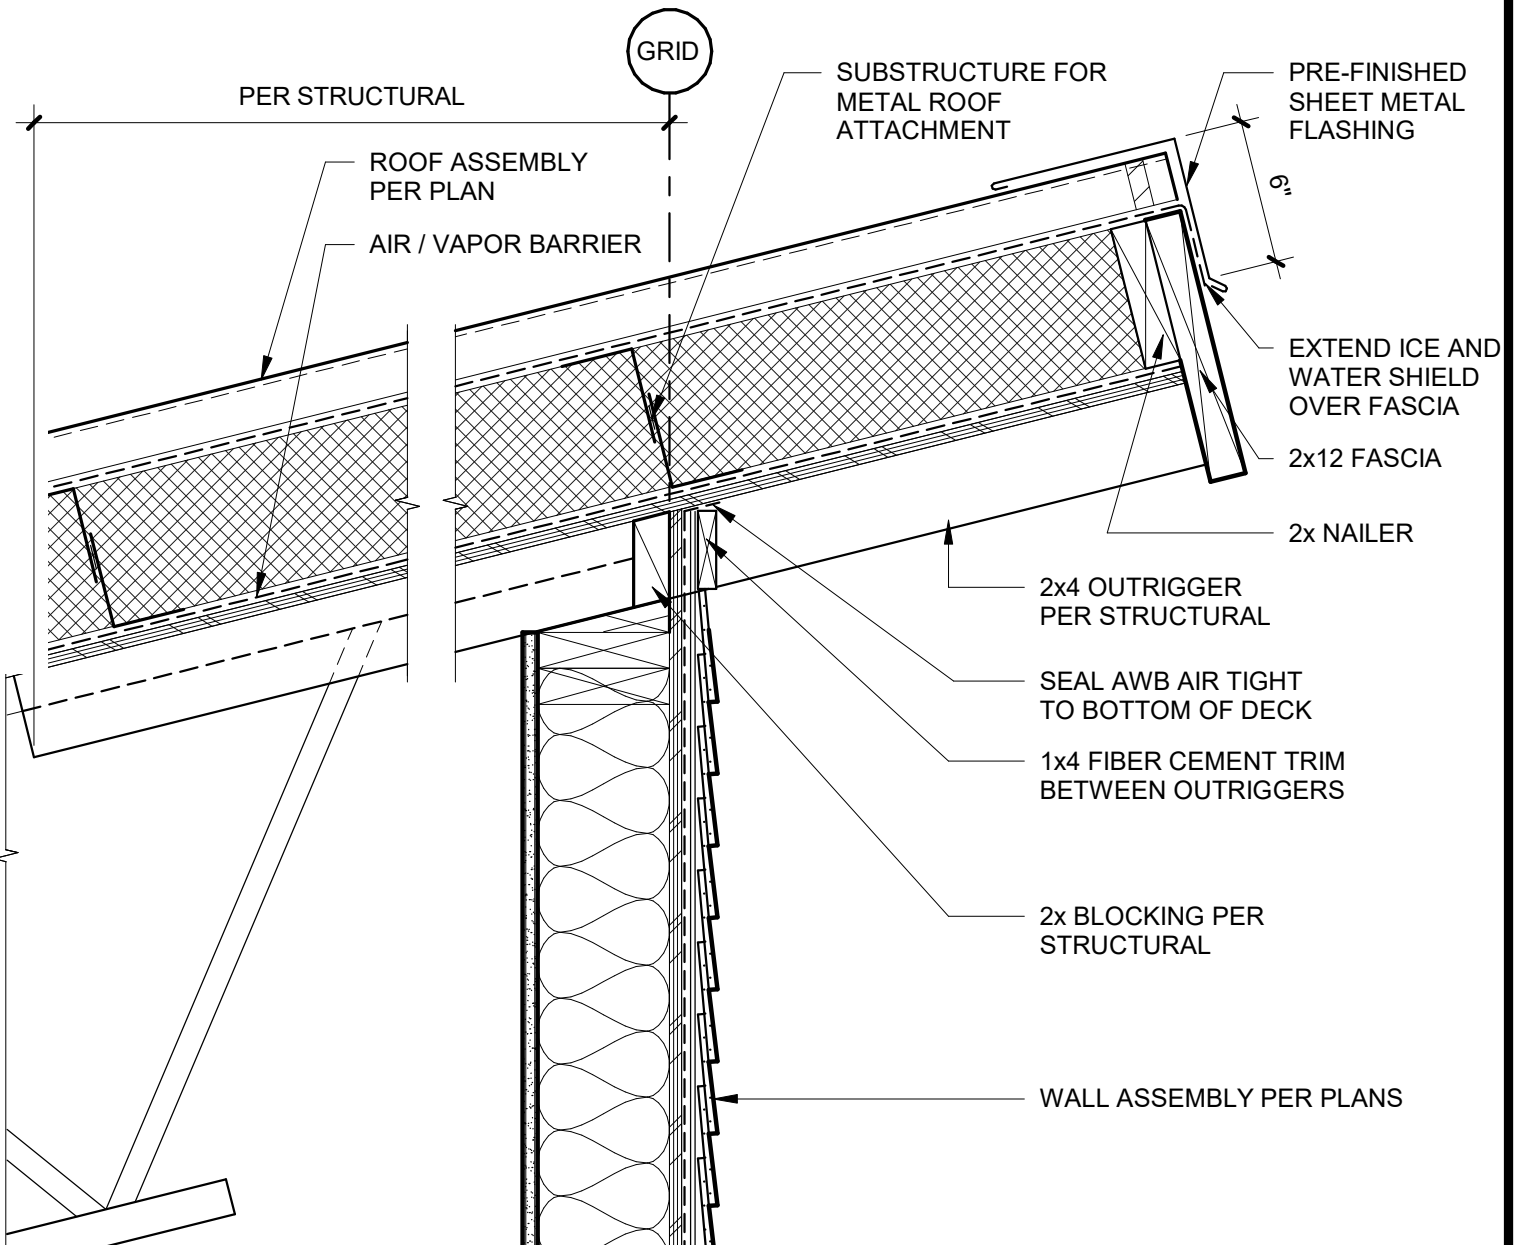 GRID
PER STRUCTURAL
SUBSTRUCTURE FOR
METAL ROOF
ATTACHMENT
PRE-FINISHED
SHEET METAL
FLASHING
ROOF ASSEMBLY
PER PLAN
6"
AIR / VAPOR BARRIER
EXTEND ICE AND
WATER SHIELD
OVER FASCIA
2x12 FASCIA
2x NAILER
2x4 OUTRIGGER
PER STRUCTURAL
SEAL AWB AIR TIGHT
TO BOTTOM OF DECK
1x4 FIBER CEMENT TRIM
BETWEEN OUTRIGGERS
2x BLOCKING PER
STRUCTURAL
WALL ASSEMBLY PER PLANS